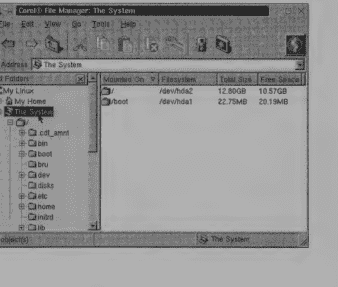 Corel® File Manager: The System
File Edit View Go Tools Help
Address The System
Folders
Mounted On Filesystem Total Size Free Space
My Linux
/ /dev/hda2 12.80GB 10.57GB
My Home
/boot /dev/hda1 22.75MB 20.19MB
The System
/
.cdl_amnt
bin
boot
bru
dev
disks
etc
home
initrd
lib
object(s)
The System